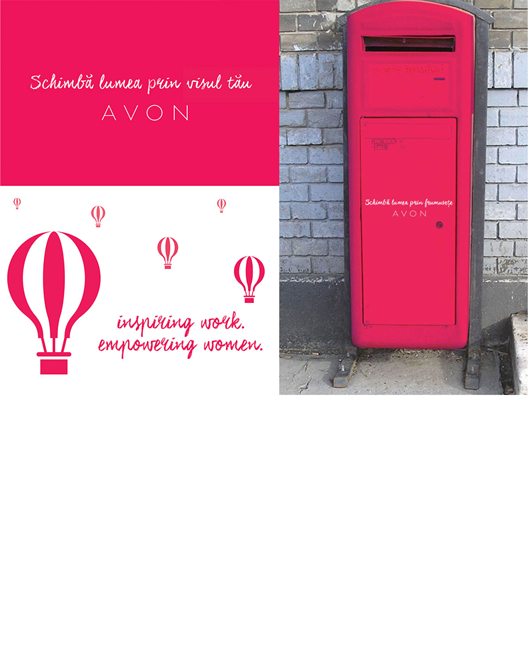 Schimbă lumea prin visul tău
AVON
inspiring work.
empowering women.
Schimbă lumea prin frumusețe
AVON